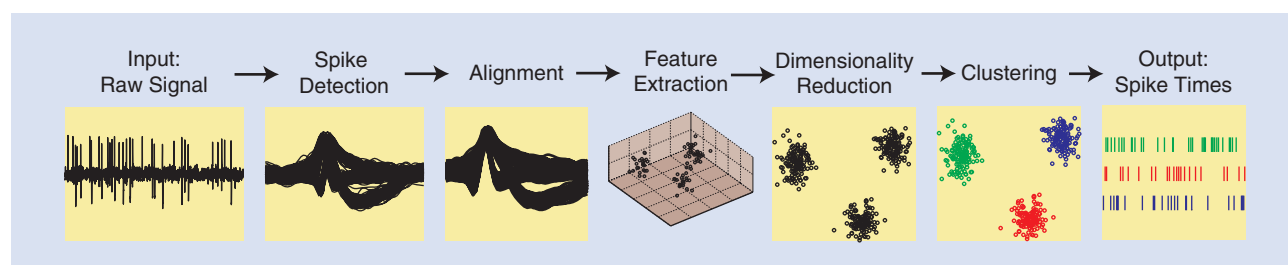 Input:
Raw Signal
Spike
Detection
Alignment
Feature
Extraction
Dimensionality
Reduction
Clustering
Output:
Spike Times